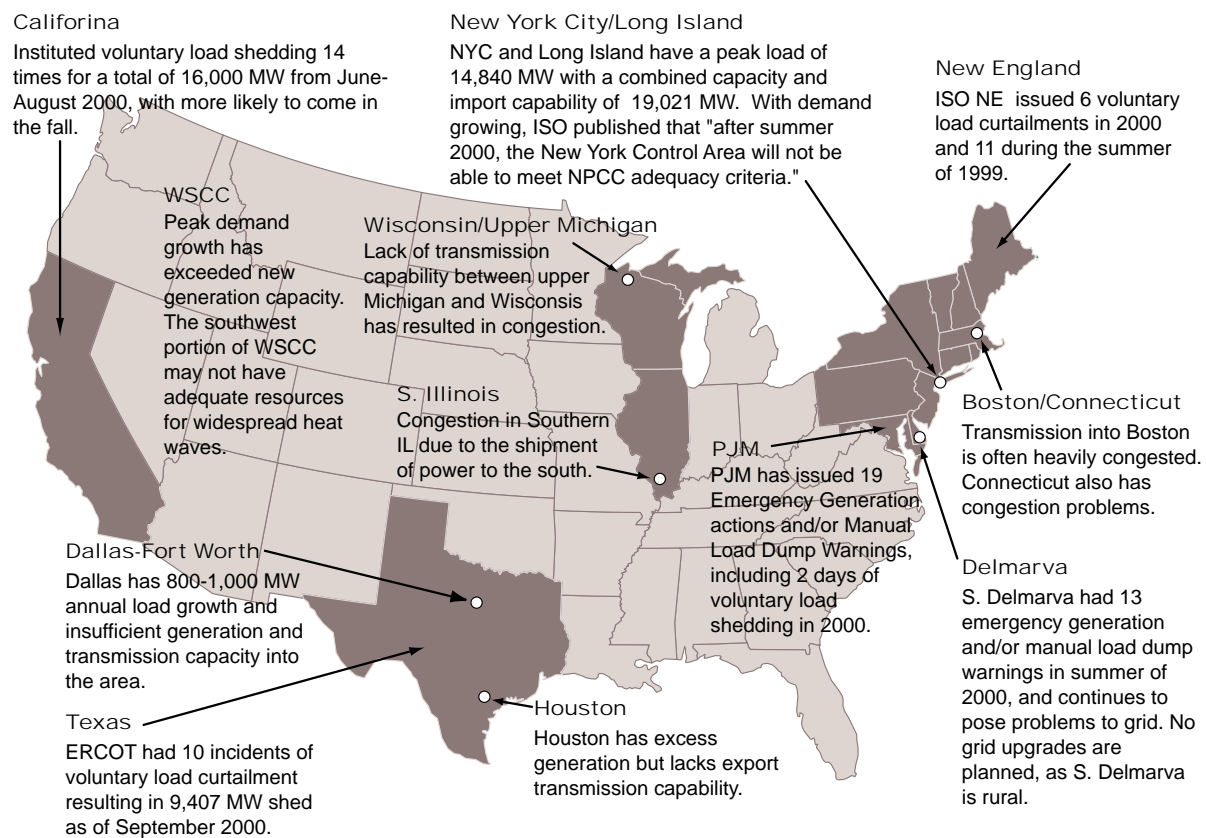 Califorina
Instituted voluntary load shedding 14
times for a total of 16,000 MW from June-
August 2000, with more likely to come in
the fall.
New York City/Long Island
NYC and Long Island have a peak load of
14,840 MW with a combined capacity and
import capability of 19,021 MW. With demand
growing, ISO published that "after summer
2000, the New York Control Area will not be
able to meet NPCC adequacy criteria."
New England
ISO NE issued 6 voluntary
load curtailments in 2000
and 11 during the summer
of 1999.
WSCC
Peak demand
growth has
exceeded new
generation capacity.
The southwest
portion of WSCC
may not have
adequate resources
for widespread heat
waves.
Wisconsin/Upper Michigan
Lack of transmission
capability between upper
Michigan and Wisconsis
has resulted in congestion.
S. Illinois
Congestion in Southern
IL due to the shipment
of power to the south.
PJM
PJM has issued 19
Emergency Generation
actions and/or Manual
Load Dump Warnings,
including 2 days of
voluntary load
shedding in 2000.
Boston/Connecticut
Transmission into Boston
is often heavily congested.
Connecticut also has
congestion problems.
Dallas-Fort Worth
Dallas has 800-1,000 MW
annual load growth and
insufficient generation and
transmission capacity into
the area.
Delmarva
S. Delmarva had 13
emergency generation
and/or manual load dump
warnings in summer of
2000, and continues to
pose problems to grid. No
grid upgrades are
planned, as S. Delmarva
is rural.
Texas
ERCOT had 10 incidents of
voluntary load curtailment
resulting in 9,407 MW shed
as of September 2000.
Houston
Houston has excess
generation but lacks export
transmission capability.